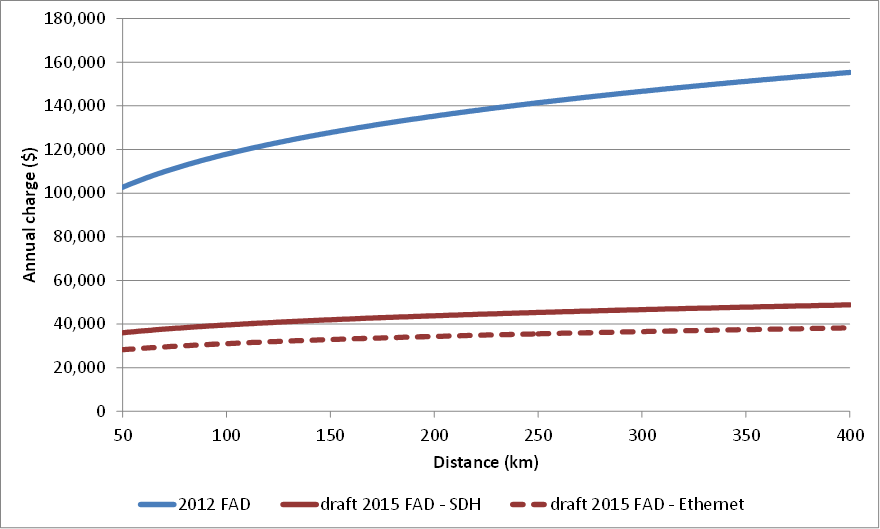 180,000
160,000
140,000
120,000
100,000
80,000
60,000
40,000
20,000
0
Annual charge ($)
50 100 150 200 250 300 350 400
Distance (km)
2012 FAD draft 2015 FAD - SDH draft 2015 FAD - Ethernet